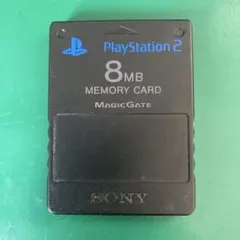 PlayStation 2
8MB
MEMORY CARD
MAGICGATE
SONY